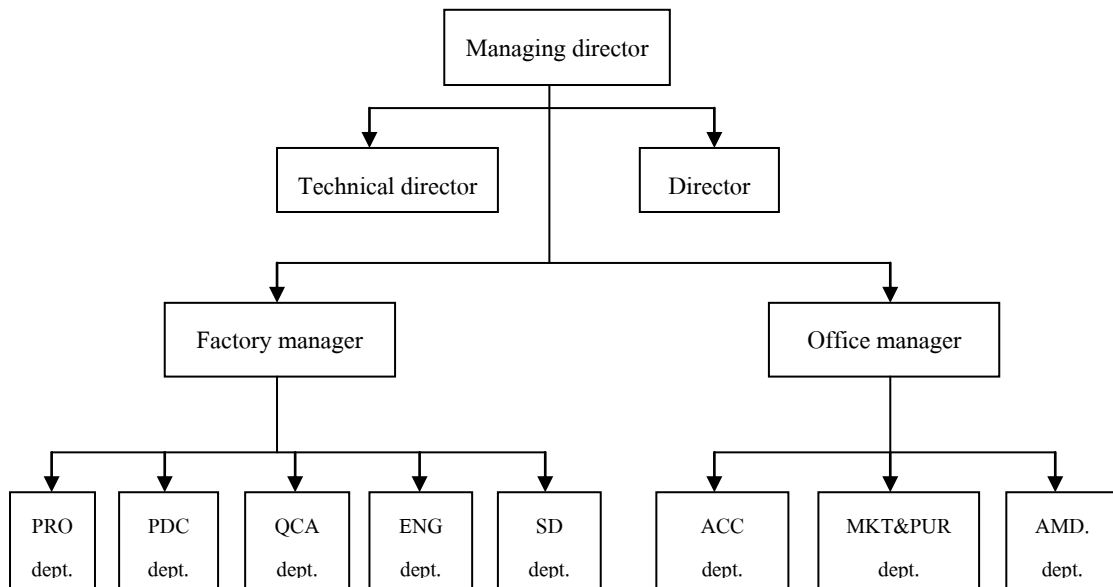 Managing director
Technical director
Director
Factory manager
Office manager
PRO
dept.
PDC
dept.
QCA
dept.
ENG
dept.
SD
dept.
ACC
dept.
MKT&PUR
dept.
AMD.
dept.